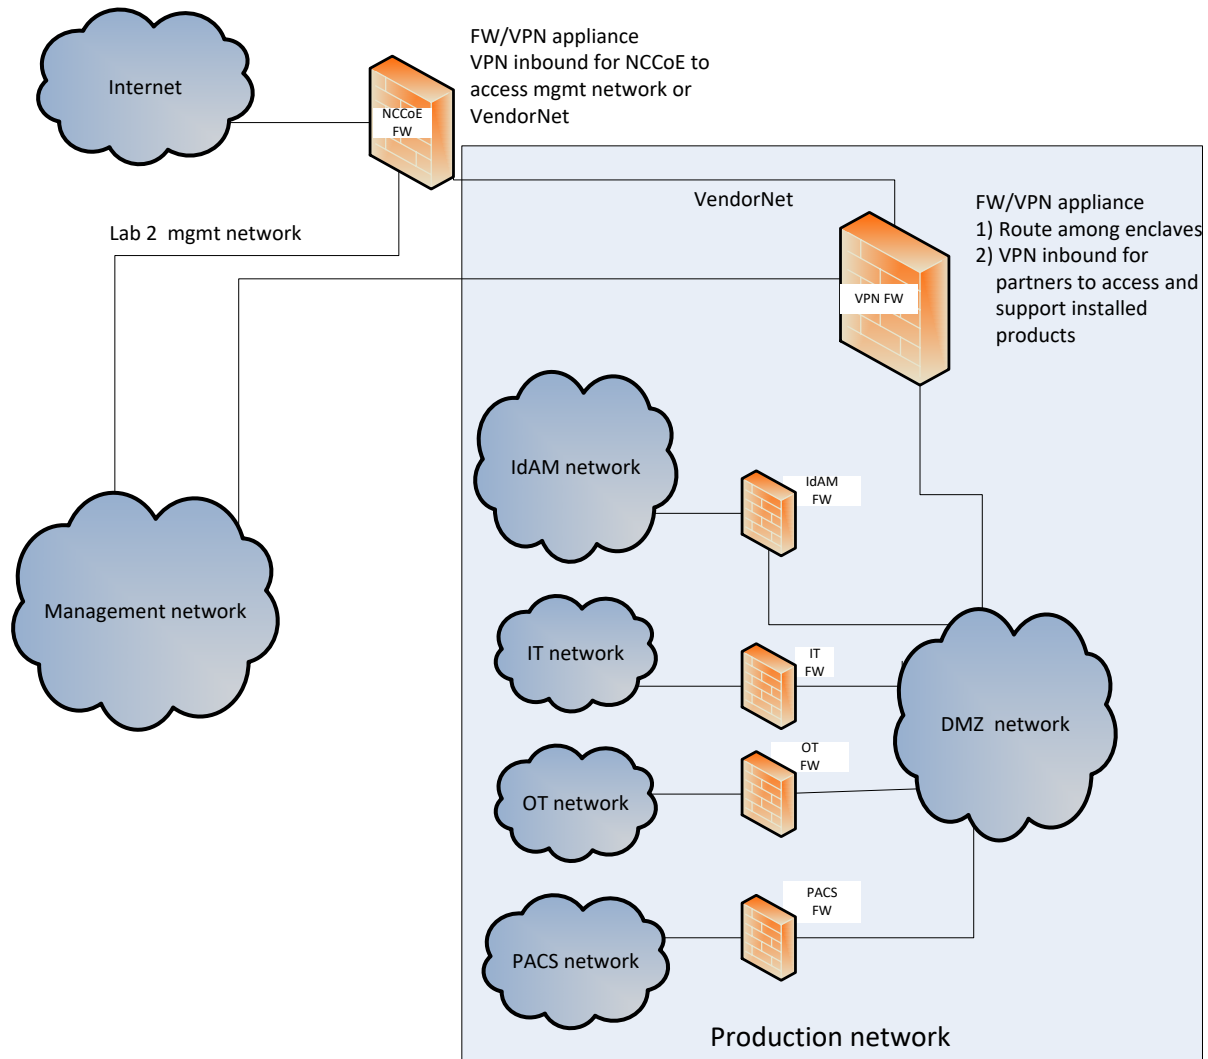 Internet
FW/VPN appliance
VPN inbound for NCCoE to
access mgmt network or
VendorNet
NCCoE
FW
VendorNet
FW/VPN appliance
1) Route among enclaves
2) VPN inbound for
partners to access and
support installed
products
Lab 2 mgmt network
VPN FW
IdAM network
IdAM
FW
Management network
IT network
IT
FW
DMZ network
OT network
OT
FW
PACS network
PACS
FW
Production network